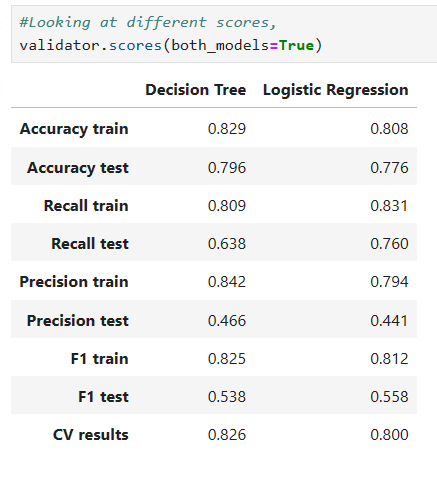 #Looking at different scores,
validator.scores(both_models=True)
Decision Tree Logistic Regression
Accuracy train 0.829 0.808
Accuracy test 0.796 0.776
Recall train 0.809 0.831
Recall test 0.638 0.760
Precision train 0.842 0.794
Precision test 0.466 0.441
F1 train 0.825 0.812
F1 test 0.538 0.558
CV results 0.826 0.800